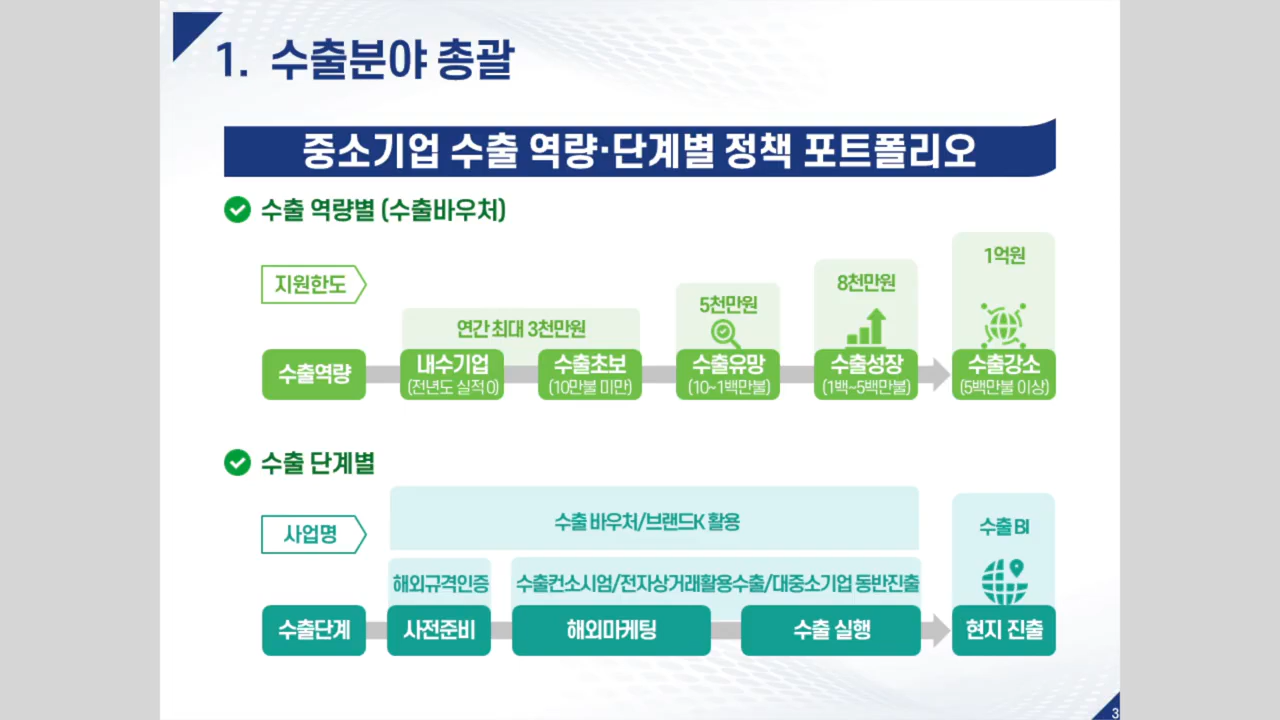 1. 수출분야 총괄
중소기업 수출 역량·단계별 정책 포트폴리오
수출 역량별 (수출바우처)
지원한도
연간 최대 3천만원
5천만원
8천만원
1억원
수출역량
내수기업
(전년도 실적 0)
수출초보
(10만불 미만)
수출유망
(10~1백만불)
수출성장
(1백~5백만불)
수출강소
(5백만불 이상)
수출 단계별
사업명
수출 바우처/브랜드K 활용
수출 BI
해외규격인증
수출컨소시엄/전자상거래활용수출/대중소기업 동반진출
수출단계
사전준비
해외마케팅
수출 실행
현지 진출
3